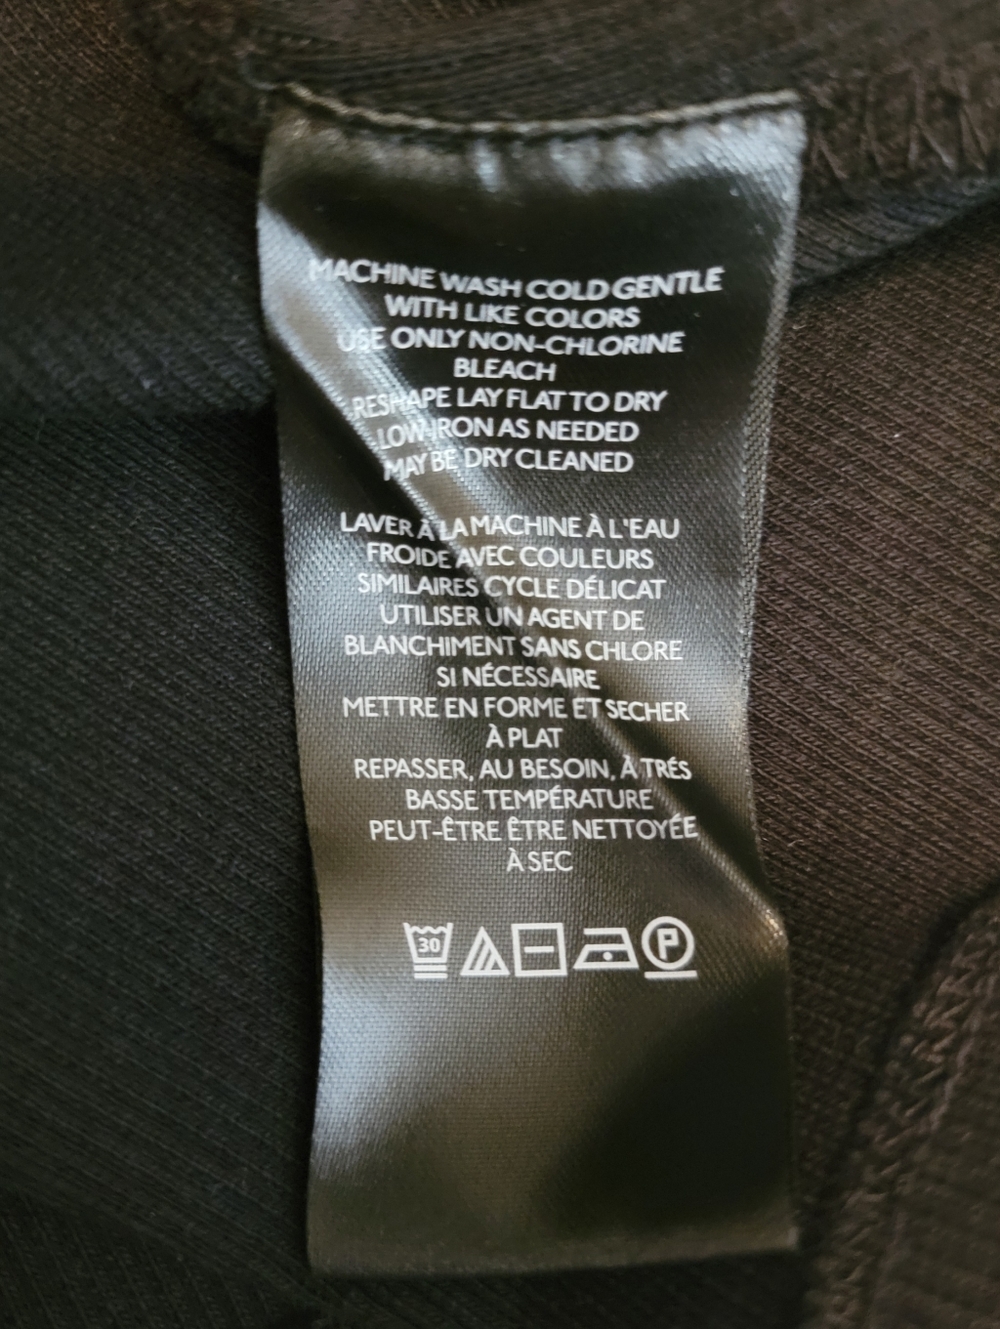 MACHINE WASH COLD GENTLE
WITH LIKE COLORS
USE ONLY NON-CHLORINE
BLEACH
RESHAPE LAY FLAT TO DRY
LOW IRON AS NEEDED
MAY BE DRY CLEANED
LAVER À LA MACHINE À L'EAU
FROIDE AVEC COULEURS
SIMILAIRES CYCLE DÉLICAT
UTILISER UN AGENT DE
BLANCHIMENT SANS CHLORE
SI NÉCESSAIRE
METTRE EN FORME ET SECHER
À PLAT
REPASSER, AU BESOIN, À TRÉS
BASSE TEMPÉRATURE
PEUT-ÊTRE ÊTRE NETTOYÉE
À SEC
30 P